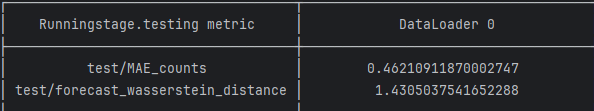 Runningstage.testing metric DataLoader 0
test/MAE_counts 0.46210911870002747
test/forecast_wasserstein_distance 1.4305037541652288